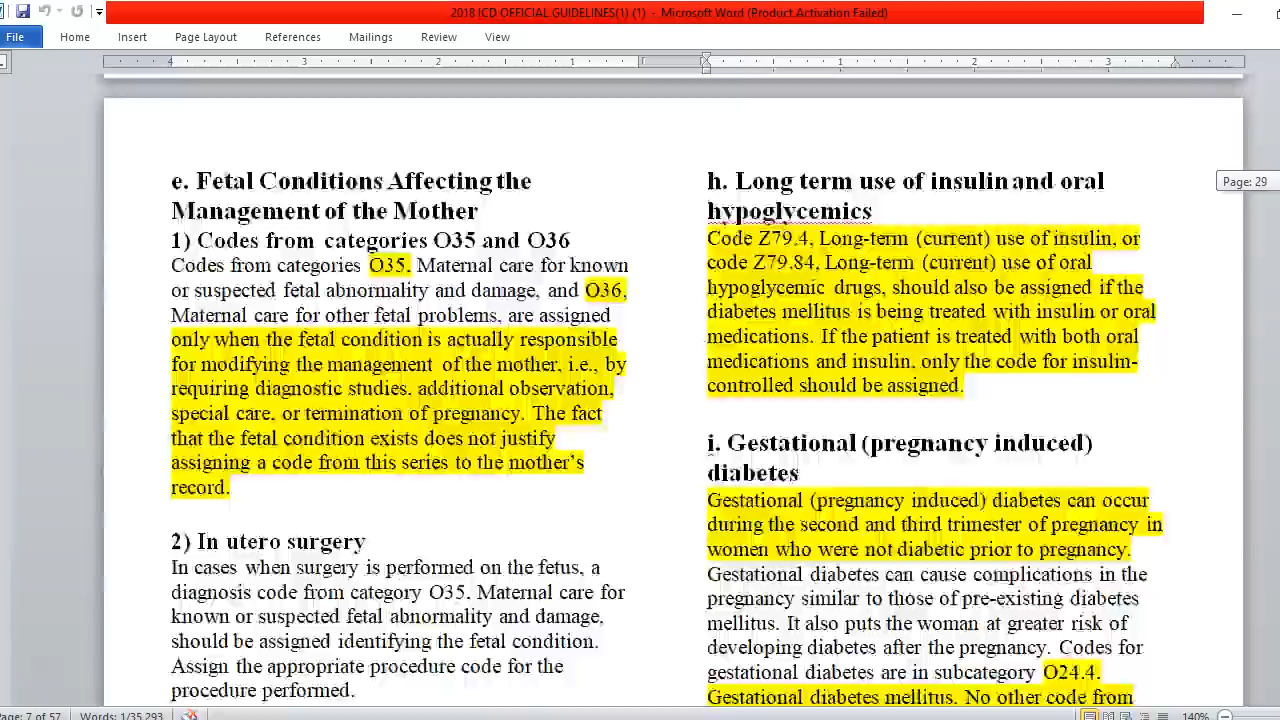 2018 ICD OFFICIAL GUIDELINES(1) (1) - Microsoft Word (Product Activation Failed)
File Home Insert Page Layout References Mailings Review View
4 2 1 1 2 3
Page: 29
e. Fetal Conditions Affecting the
Management of the Mother
1) Codes from categories O35 and O36
Codes from categories O35. Maternal care for known
or suspected fetal abnormality and damage, and O36,
Maternal care for other fetal problems, are assigned
only when the fetal condition is actually responsible
for modifying the management of the mother, i.e., by
requiring diagnostic studies, additional observation,
special care, or termination of pregnancy. The fact
that the fetal condition exists does not justify
assigning a code from this series to the mother's
record.
2) In utero surgery
In cases when surgery is performed on the fetus, a
diagnosis code from category O35. Maternal care for
known or suspected fetal abnormality and damage,
should be assigned identifying the fetal condition.
Assign the appropriate procedure code for the
procedure performed.
h. Long term use of insulin and oral
hypoglycemics
Code Z79.4, Long-term (current) use of insulin, or
code Z79.84, Long-term (current) use of oral
hypoglycemic drugs, should also be assigned if the
diabetes mellitus is being treated with insulin or oral
medications. If the patient is treated with both oral
medications and insulin, only the code for insulin-
controlled should be assigned.
i. Gestational (pregnancy induced)
diabetes
Gestational (pregnancy induced) diabetes can occur
during the second and third trimester of pregnancy in
women who were not diabetic prior to pregnancy.
Gestational diabetes can cause complications in the
pregnancy similar to those of pre-existing diabetes
mellitus. It also puts the woman at greater risk of
developing diabetes after the pregnancy. Codes for
gestational diabetes are in subcategory O24.4.
Gestational diabetes mellitus. No other code from
Page: 7 of 57 Words: 1/35,293 140%